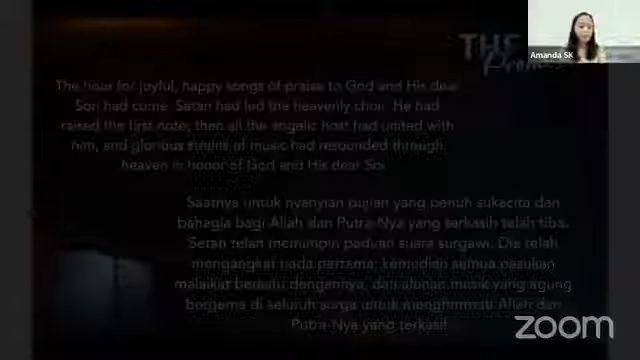 THE
Promise
Amanda SK
The hour for joyful, happy songs of praise to God and His dear
Son had come. Satan had led the heavenly choir. He had
raised the first note; then all the angelic host had united with
him, and glorious strains of music had resounded through
heaven in honor of God and His dear Son.
Saatnya untuk nyanyian pujian yang penuh sukacita dan
bahagia bagi Allah dan Putra-Nya yang terkasih telah tiba.
Setan telah memimpin paduan suara surgawi. Dia telah
mengangkat nada pertama; kemudian semua pasukan
malaikat bersatu dengannya, dan alunan musik yang agung
bergema di seluruh surga untuk menghormati Allah dan
Putra-Nya yang terkasih.
zoom